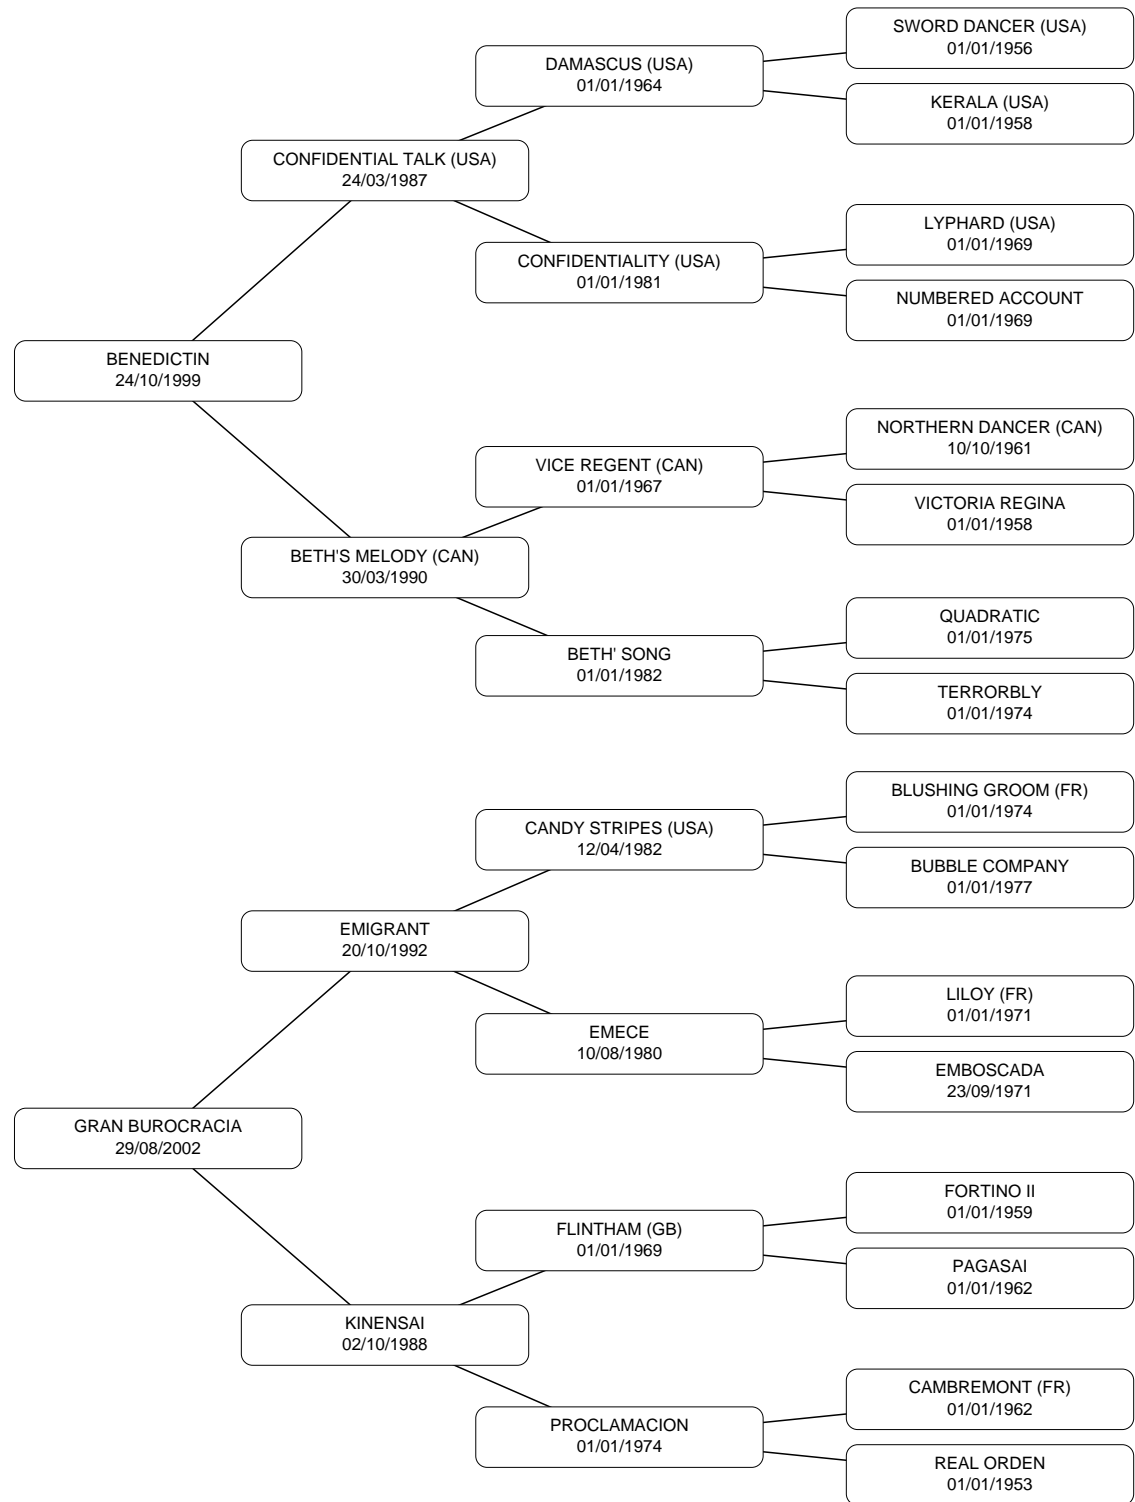 SWORD DANCER (USA)
01/01/1956
DAMASCUS (USA)
01/01/1964
KERALA (USA)
01/01/1958
CONFIDENTIAL TALK (USA)
24/03/1987
LYPHARD (USA)
01/01/1969
CONFIDENTIALITY (USA)
01/01/1981
NUMBERED ACCOUNT
01/01/1969
BENEDICTIN
24/10/1999
NORTHERN DANCER (CAN)
10/10/1961
VICE REGENT (CAN)
01/01/1967
VICTORIA REGINA
01/01/1958
BETH'S MELODY (CAN)
30/03/1990
QUADRATIC
01/01/1975
BETH' SONG
01/01/1982
TERRORBLY
01/01/1974
BLUSHING GROOM (FR)
01/01/1974
CANDY STRIPES (USA)
12/04/1982
BUBBLE COMPANY
01/01/1977
EMIGRANT
20/10/1992
LILOY (FR)
01/01/1971
EMECE
10/08/1980
EMBOSCADA
23/09/1971
GRAN BUROCRACIA
29/08/2002
FORTINO II
01/01/1959
FLINTHAM (GB)
01/01/1969
PAGASAI
01/01/1962
KINENSAI
02/10/1988
CAMBREMONT (FR)
01/01/1962
PROCLAMACION
01/01/1974
REAL ORDEN
01/01/1953